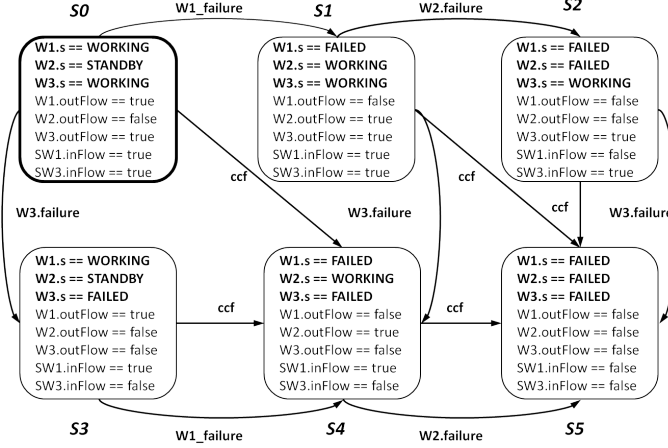 S0
W1_failure
S1
W2.failure
S2
W1.s == WORKING
W2.s == STANDBY
W3.s == WORKING
W1.outFlow == true
W2.outFlow == false
W3.outFlow == true
SW1.inFlow == true
SW3.inFlow == true
W1.s == FAILED
W2.s == WORKING
W3.s == WORKING
W1.outFlow == false
W2.outFlow == true
W3.outFlow == true
SW1.inFlow == true
SW3.inFlow == true
W1.s == FAILED
W2.s == FAILED
W3.s == WORKING
W1.outFlow == false
W2.outFlow == false
W3.outFlow == true
SW1.inFlow == false
SW3.inFlow == true
ccf
ccf
ccf
W3.failure
W3.failure
W3.failure
W1.s == WORKING
W2.s == STANDBY
W3.s == FAILED
W1.outFlow == true
W2.outFlow == false
W3.outFlow == false
SW1.inFlow == true
SW3.inFlow == false
ccf
W1.s == FAILED
W2.s == WORKING
W3.s == FAILED
W1.outFlow == false
W2.outFlow == true
W3.outFlow == false
SW1.inFlow == true
SW3.inFlow == false
ccf
W1.s == FAILED
W2.s == FAILED
W3.s == FAILED
W1.outFlow == false
W2.outFlow == false
W3.outFlow == false
SW1.inFlow == false
SW3.inFlow == false
S3
W1_failure
S4
W2.failure
S5